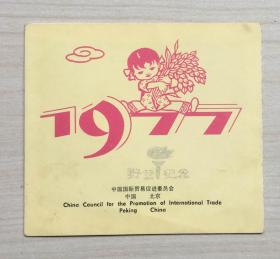 1977
中国国际贸易促进委员会
中国 北京
China Council for the Promotion of International Trade
Peking China